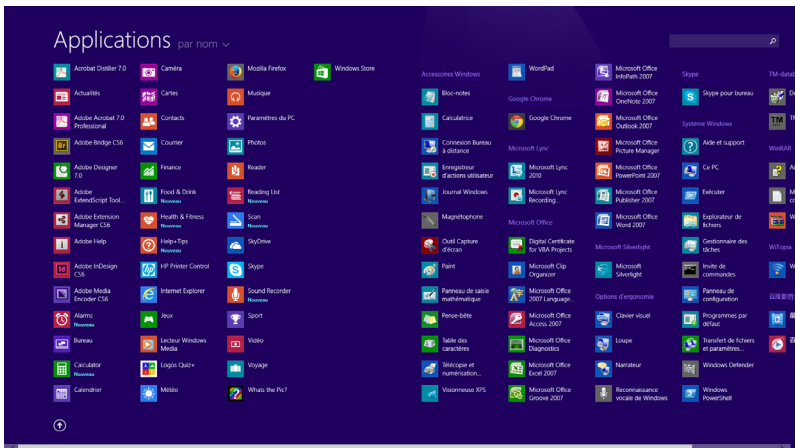 Applications par nom
Acrobat Distiller 7.0
Actualités
Adobe Acrobat 7.0
Professional
Adobe Bridge CS6
Adobe Designer
7.0
Adobe
ExtendScript Tool...
Adobe Extension
Manager CS6
Adobe Help
Adobe InDesign
CS6
Adobe Media
Encoder CS6
Alarms
Nouveau
Bureau
Calculator
Nouveau
Calendrier
Caméra
Cartes
Contacts
Courrier
Finance
Food & Drink
Nouveau
Health & Fitness
Nouveau
Help+Tips
Nouveau
HP Printer Control
Internet Explorer
Jeux
Lecteur Windows
Media
Logos Quiz+
Météo
Mozilla Firefox
Musique
Paramètres du PC
Photos
Reader
Reading List
Nouveau
Scan
Nouveau
SkyDrive
Skype
Sound Recorder
Nouveau
Sport
Vidéo
Voyage
Whats the Pic?
Windows Store
Accessoires Windows
Bloc-notes
Calculatrice
Connexion Bureau
à distance
Enregistreur
d'actions utilisateur
Journal Windows
Magnétophone
Outil Capture
d'écran
Paint
Panneau de saisie
mathématique
Pense-bête
Table des
caractères
Télécopie et
numérisation...
Visionneuse XPS
WordPad
Google Chrome
Google Chrome
Microsoft Lync
Microsoft Lync
2010
Microsoft Lync
Recording...
Microsoft Office
Digital Certificate
for VBA Projects
Microsoft Clip
Organizer
Microsoft Office
2007 Language...
Microsoft Office
Access 2007
Microsoft Office
Diagnostics
Microsoft Office
Excel 2007
Microsoft Office
Groove 2007
Microsoft Office
InfoPath 2007
Microsoft Office
OneNote 2007
Microsoft Office
Outlook 2007
Microsoft Office
Picture Manager
Microsoft Office
PowerPoint 2007
Microsoft Office
Publisher 2007
Microsoft Office
Word 2007
Microsoft Silverlight
Microsoft
Silverlight
Options d'ergonomie
Clavier visuel
Loupe
Narrateur
Reconnaissance
vocale de Windows
Skype
Skype pour bureau
Système Windows
Aide et support
Ce PC
Exécuter
Explorateur de
fichiers
Gestionnaire des
tâches
Invite de
commandes
Panneau de
configuration
Programmes par
défaut
Transfert de fichiers
et paramètres...
Windows Defender
Windows
PowerShell
TM-datab
TM
WinRAR
WiTopia